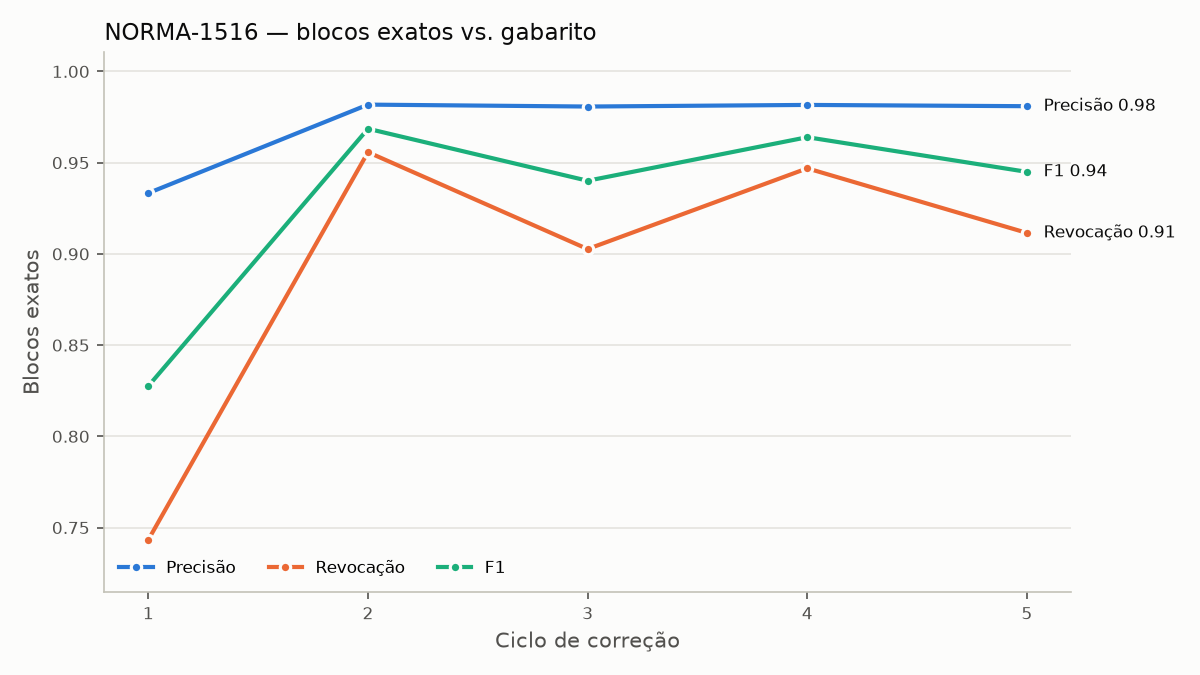 NORMA-1516 — blocos exatos vs. gabarito
Blocos exatos
1.00
0.95
0.90
0.85
0.80
0.75
Precisão 0.98
F1 0.94
Revocação 0.91
Precisão
Revocação
F1
1
2
3
4
5
Ciclo de correção